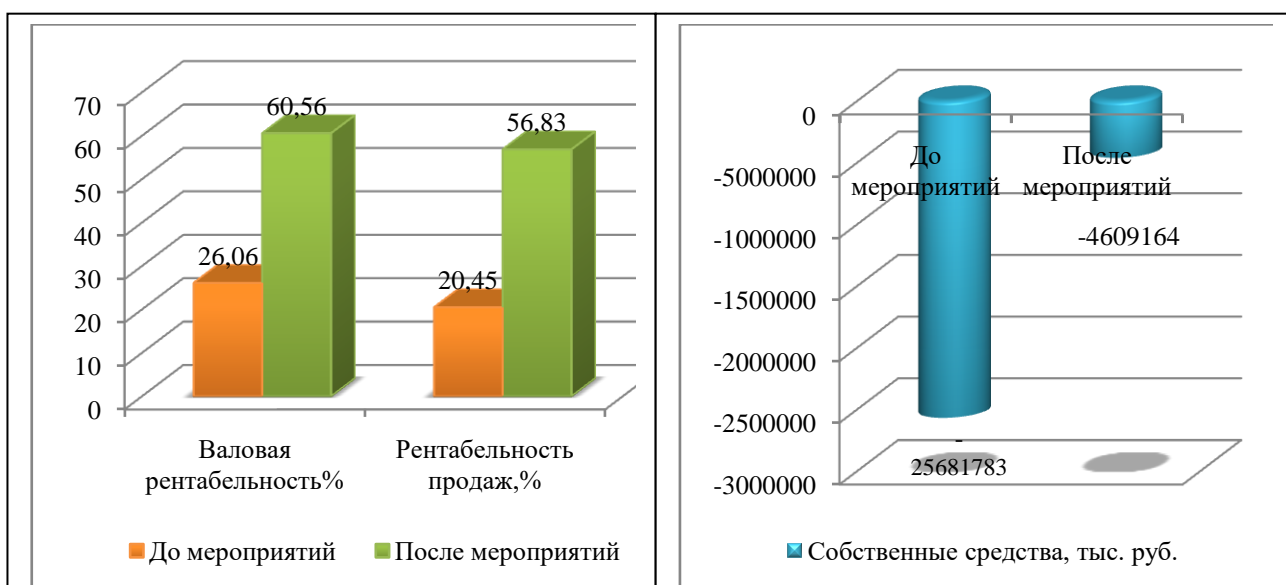 70
60
50
40
30
20
10
0
60,56
56,83
26,06
20,45
Валовая
рентабельность%
Рентабельность
продаж,%
До мероприятий
После мероприятий
0
-5000000
-1000000
-1500000
-2000000
-2500000
-3000000
До
мероприятий
После
мероприятий
-4609164
-
25681783
Собственные средства, тыс. руб.